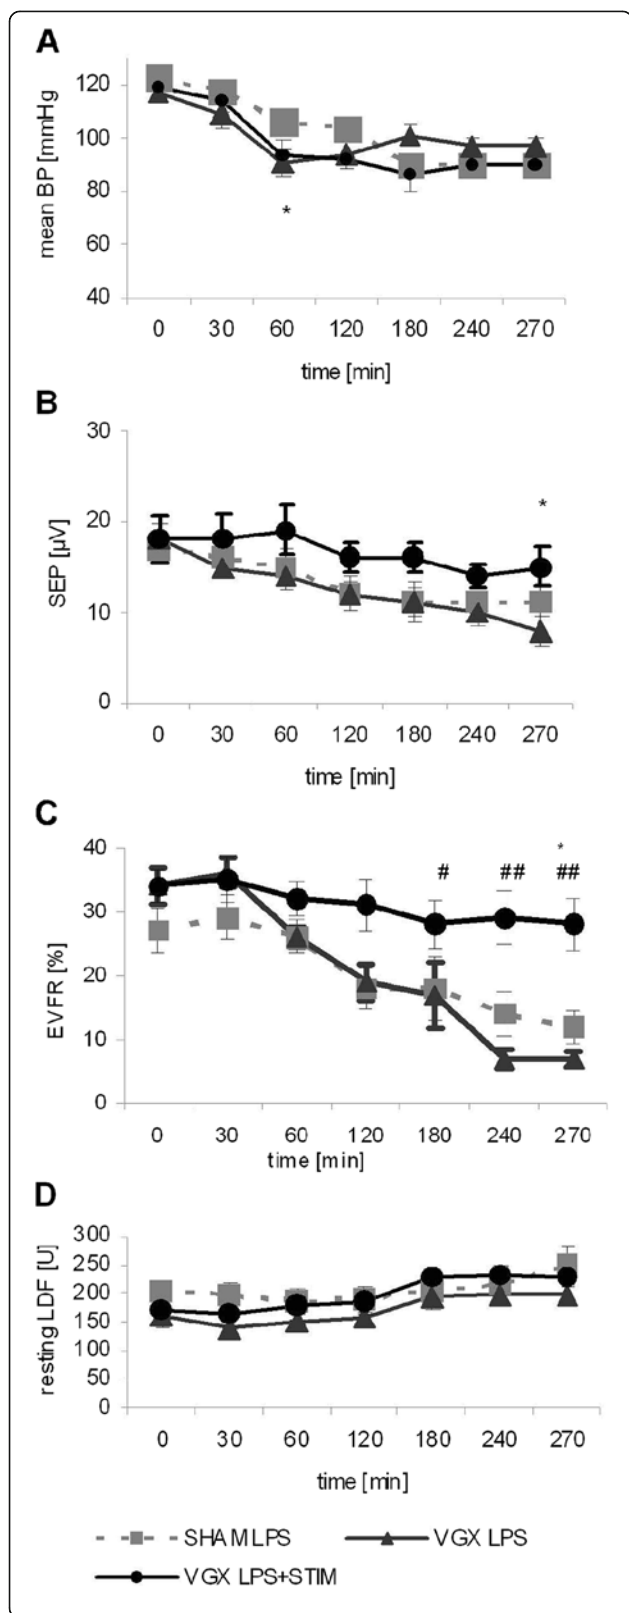 A
mean BP [mmHg]
120
100
80
60
40
*
0 30 60 120 180 240 270
time [min]
B
SEP [µV]
30
20
10
0
*
0 30 60 120 180 240 270
time [min]
C
EVFR [%]
40
30
20
10
0
*
# ## ##
0 30 60 120 180 240 270
time [min]
D
resting LDF [U]
300
250
200
150
100
50
0
0 30 60 120 180 240 270
time [min]
SHAM LPS VGX LPS
VGX LPS+STIM